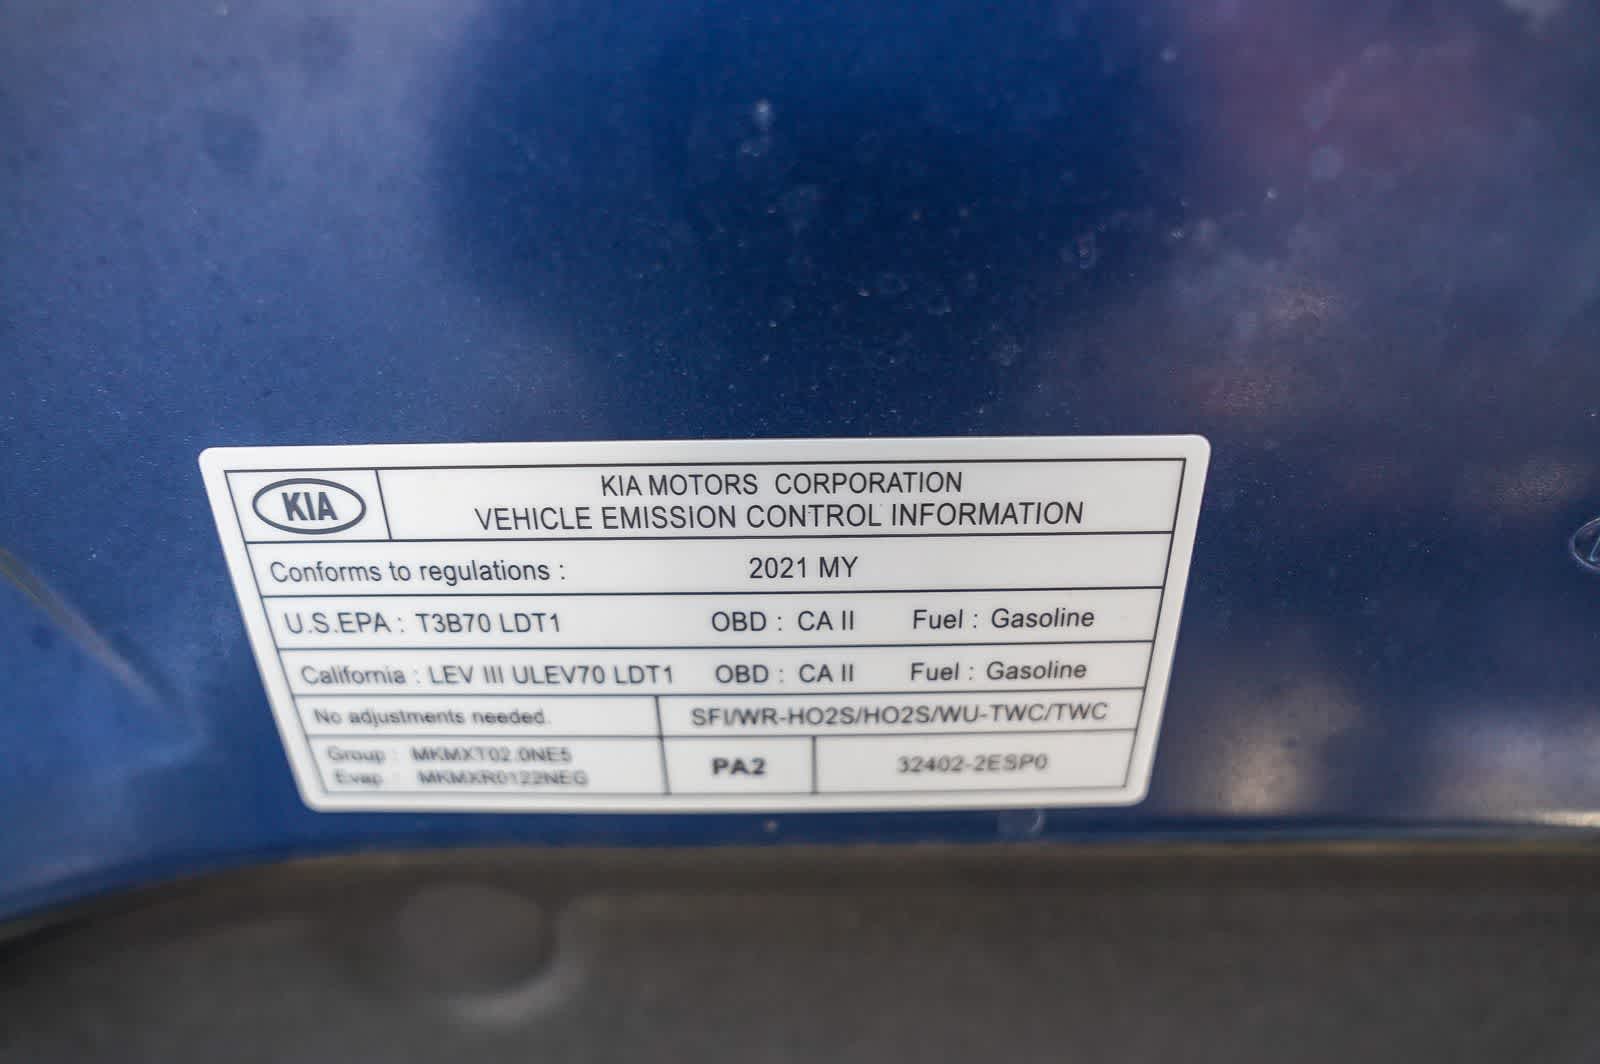 KIA
KIA MOTORS CORPORATION
VEHICLE EMISSION CONTROL INFORMATION
Conforms to regulations : 2021 MY
U.S.EPA : T3B70 LDT1 OBD : CA II Fuel : Gasoline
California : LEV III ULEV70 LDT1 OBD : CA II Fuel : Gasoline
No adjustments needed. SFI/WR-HO2S/HO2S/WU-TWC/TWC
Group : MKMXT02.0NE5
Evap : MKMXR0122NEG
PA2
32402-2ESP0